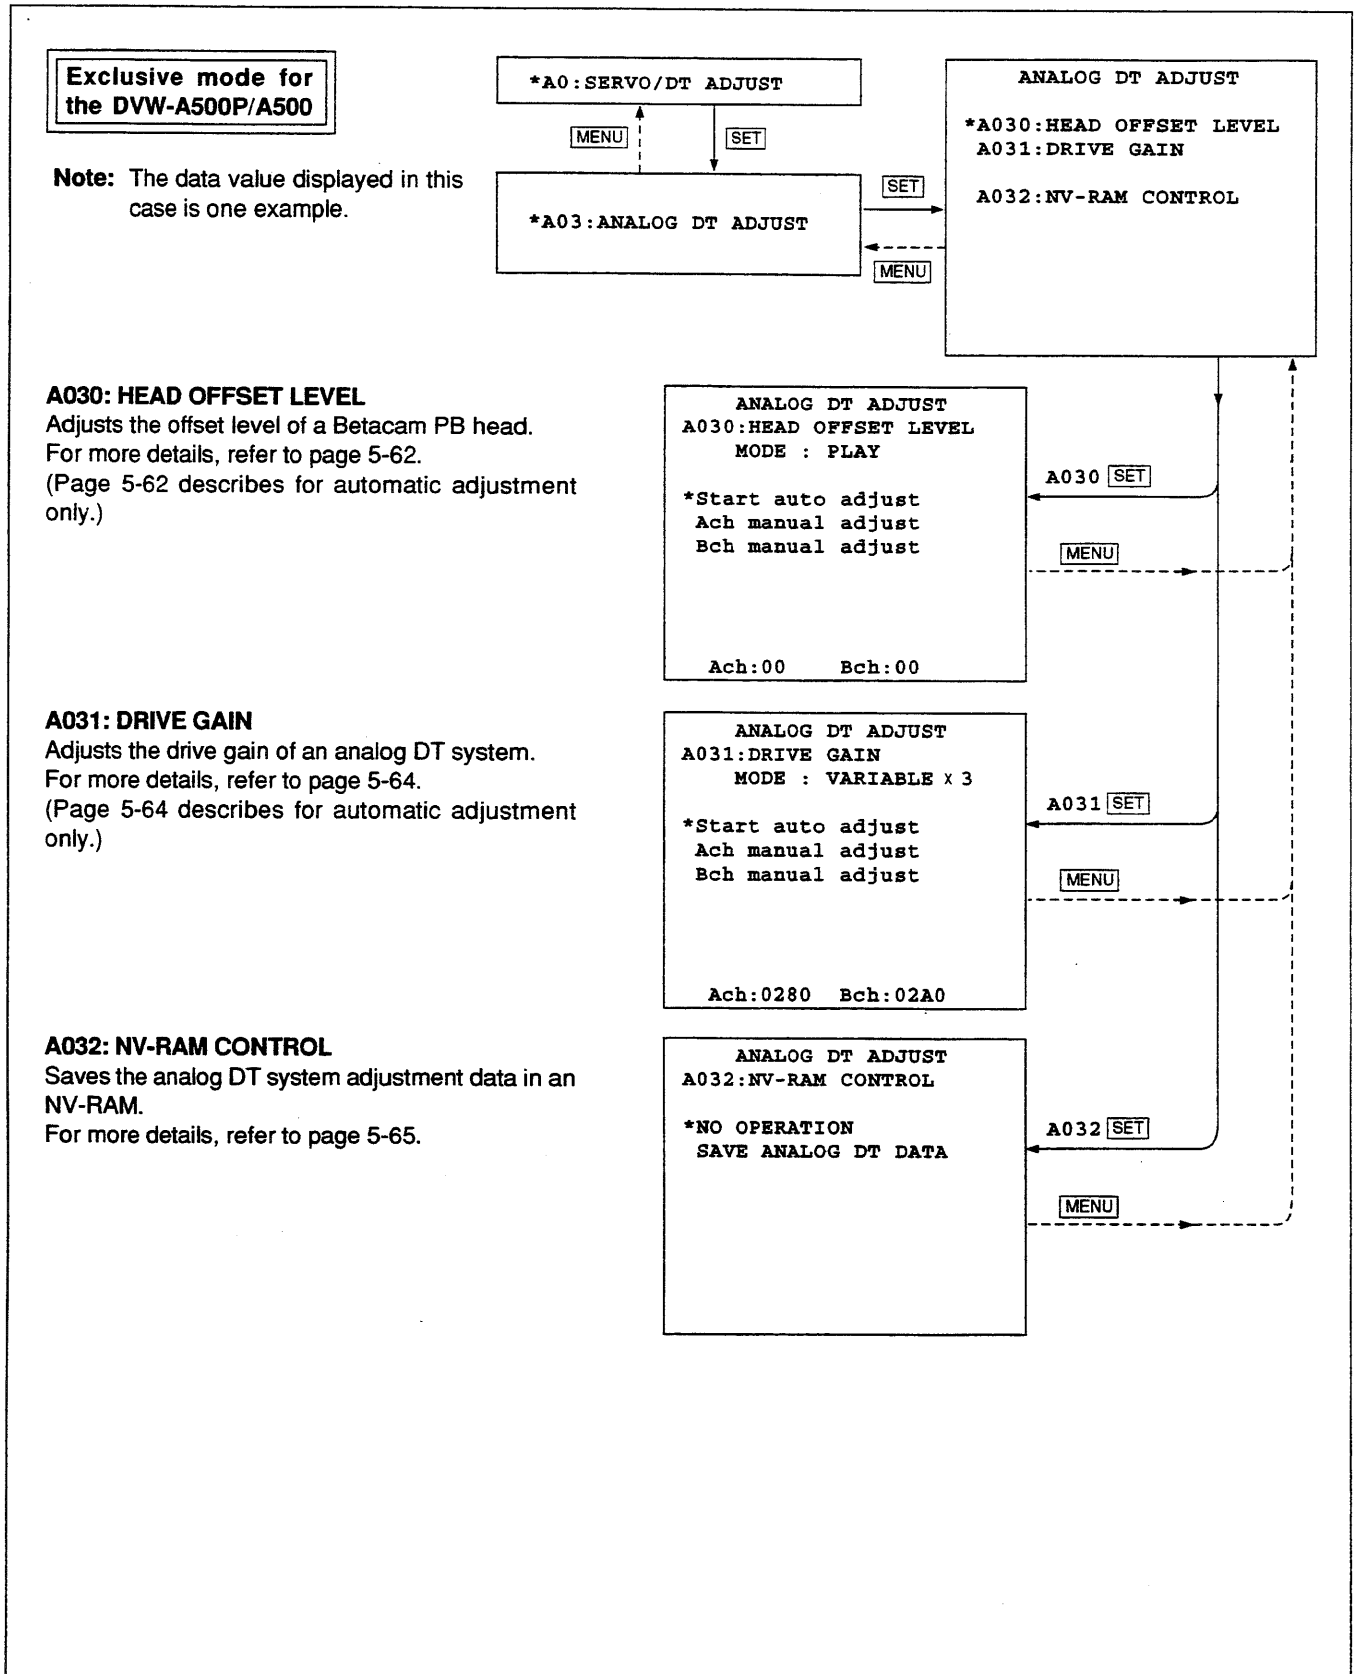 Exclusive mode for
the DVW-A500P/A500
Note: The data value displayed in this
case is one example.
*A0:SERVO/DT ADJUST
MENU
SET
*A03:ANALOG DT ADJUST
SET
MENU
ANALOG DT ADJUST
*A030:HEAD OFFSET LEVEL
A031:DRIVE GAIN
A032:NV-RAM CONTROL
A030: HEAD OFFSET LEVEL
Adjusts the offset level of a Betacam PB head.
For more details, refer to page 5-62.
(Page 5-62 describes for automatic adjustment
only.)
ANALOG DT ADJUST
A030:HEAD OFFSET LEVEL
MODE : PLAY
*Start auto adjust
Ach manual adjust
Bch manual adjust
Ach:00 Bch:00
A030 SET
MENU
A031: DRIVE GAIN
Adjusts the drive gain of an analog DT system.
For more details, refer to page 5-64.
(Page 5-64 describes for automatic adjustment
only.)
ANALOG DT ADJUST
A031:DRIVE GAIN
MODE : VARIABLE x 3
*Start auto adjust
Ach manual adjust
Bch manual adjust
Ach:0280 Bch:02A0
A031 SET
MENU
A032: NV-RAM CONTROL
Saves the analog DT system adjustment data in an
NV-RAM.
For more details, refer to page 5-65.
ANALOG DT ADJUST
A032:NV-RAM CONTROL
*NO OPERATION
SAVE ANALOG DT DATA
A032 SET
MENU